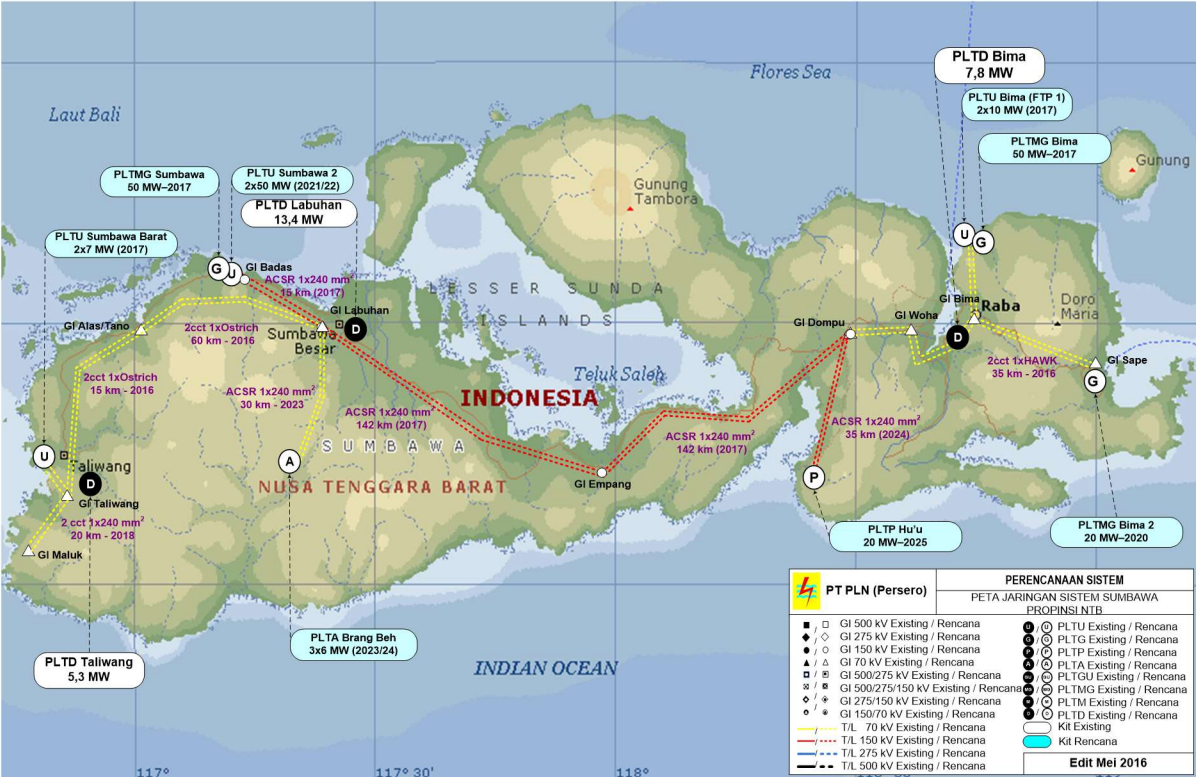 Laut Bali
Flores Sea
PLTD Bima
7,8 MW
PLTU Bima (FTP 1)
2x10 MW (2017)
PLTMG Bima
50 MW–2017
PLTMG Sumbawa
50 MW–2017
PLTU Sumbawa 2
2x50 MW (2021/22)
PLTD Labuhan
13,4 MW
PLTU Sumbawa Barat
2x7 MW (2017)
Gunung
Tambora
Gunung
U
G
U
G
GI Badas
ACSR 1x240 mm²
15 km (2017)
LESSER SUNDA
ISLANDS
GI Labuhan
D
Sumbawa
Besar
GI Alas/Tano
2cct 1xOstrich
60 km - 2016
GI Dompu
GI Woha
GI Bima
Raba
D
Doro
Maria
2cct 1xHAWK
35 km - 2016
GI Sape
G
2cct 1xOstrich
15 km - 2016
ACSR 1x240 mm²
30 km - 2023
Teluk Saleh
INDONESIA
ACSR 1x240 mm²
142 km (2017)
ACSR 1x240 mm²
142 km (2017)
ACSR 1x240 mm²
35 km (2024)
SUMBAWA
U
Taliwang
D
GI Taliwang
A
NUSA TENGGARA BARAT
GI Empang
P
2 cct 1x240 mm²
20 km - 2018
GI Maluk
PLTP Hu'u
20 MW–2025
PLTMG Bima 2
20 MW–2020
PLTA Brang Beh
3x6 MW (2023/24)
PLTD Taliwang
5,3 MW
INDIAN OCEAN
PT PLN (Persero)
PERENCANAAN SISTEM
PETA JARINGAN SISTEM SUMBAWA
PROPINSI NTB
GI 500 kV Existing / Rencana
GI 275 kV Existing / Rencana
GI 150 kV Existing / Rencana
GI 70 kV Existing / Rencana
GI 500/275 kV Existing / Rencana
GI 500/275/150 kV Existing / Rencana
GI 275/150 kV Existing / Rencana
GI 150/70 kV Existing / Rencana
T/L 70 kV Existing / Rencana
T/L 150 kV Existing / Rencana
T/L 275 kV Existing / Rencana
T/L 500 kV Existing / Rencana
U / U PLTU Existing / Rencana
G / G PLTG Existing / Rencana
P / P PLTP Existing / Rencana
A / A PLTA Existing / Rencana
GU / GU PLTGU Existing / Rencana
MG / MG PLTMG Existing / Rencana
M / M PLTM Existing / Rencana
D / D PLTD Existing / Rencana
Kit Existing
Kit Rencana
Edit Mei 2016
117°
117° 30'
118°